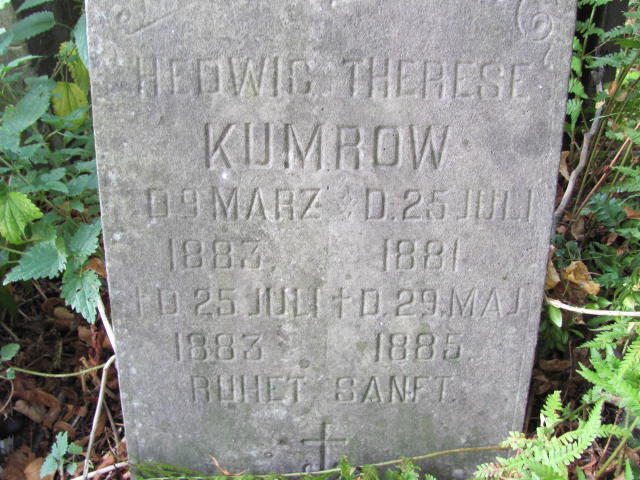 HEDWIG THERESE
KUMROW
D 9 MARZ * D. 25 JULI
1883. 1881
† D 25 JULI † D. 29. MAJ
1883 1885
RUHET SANFT.